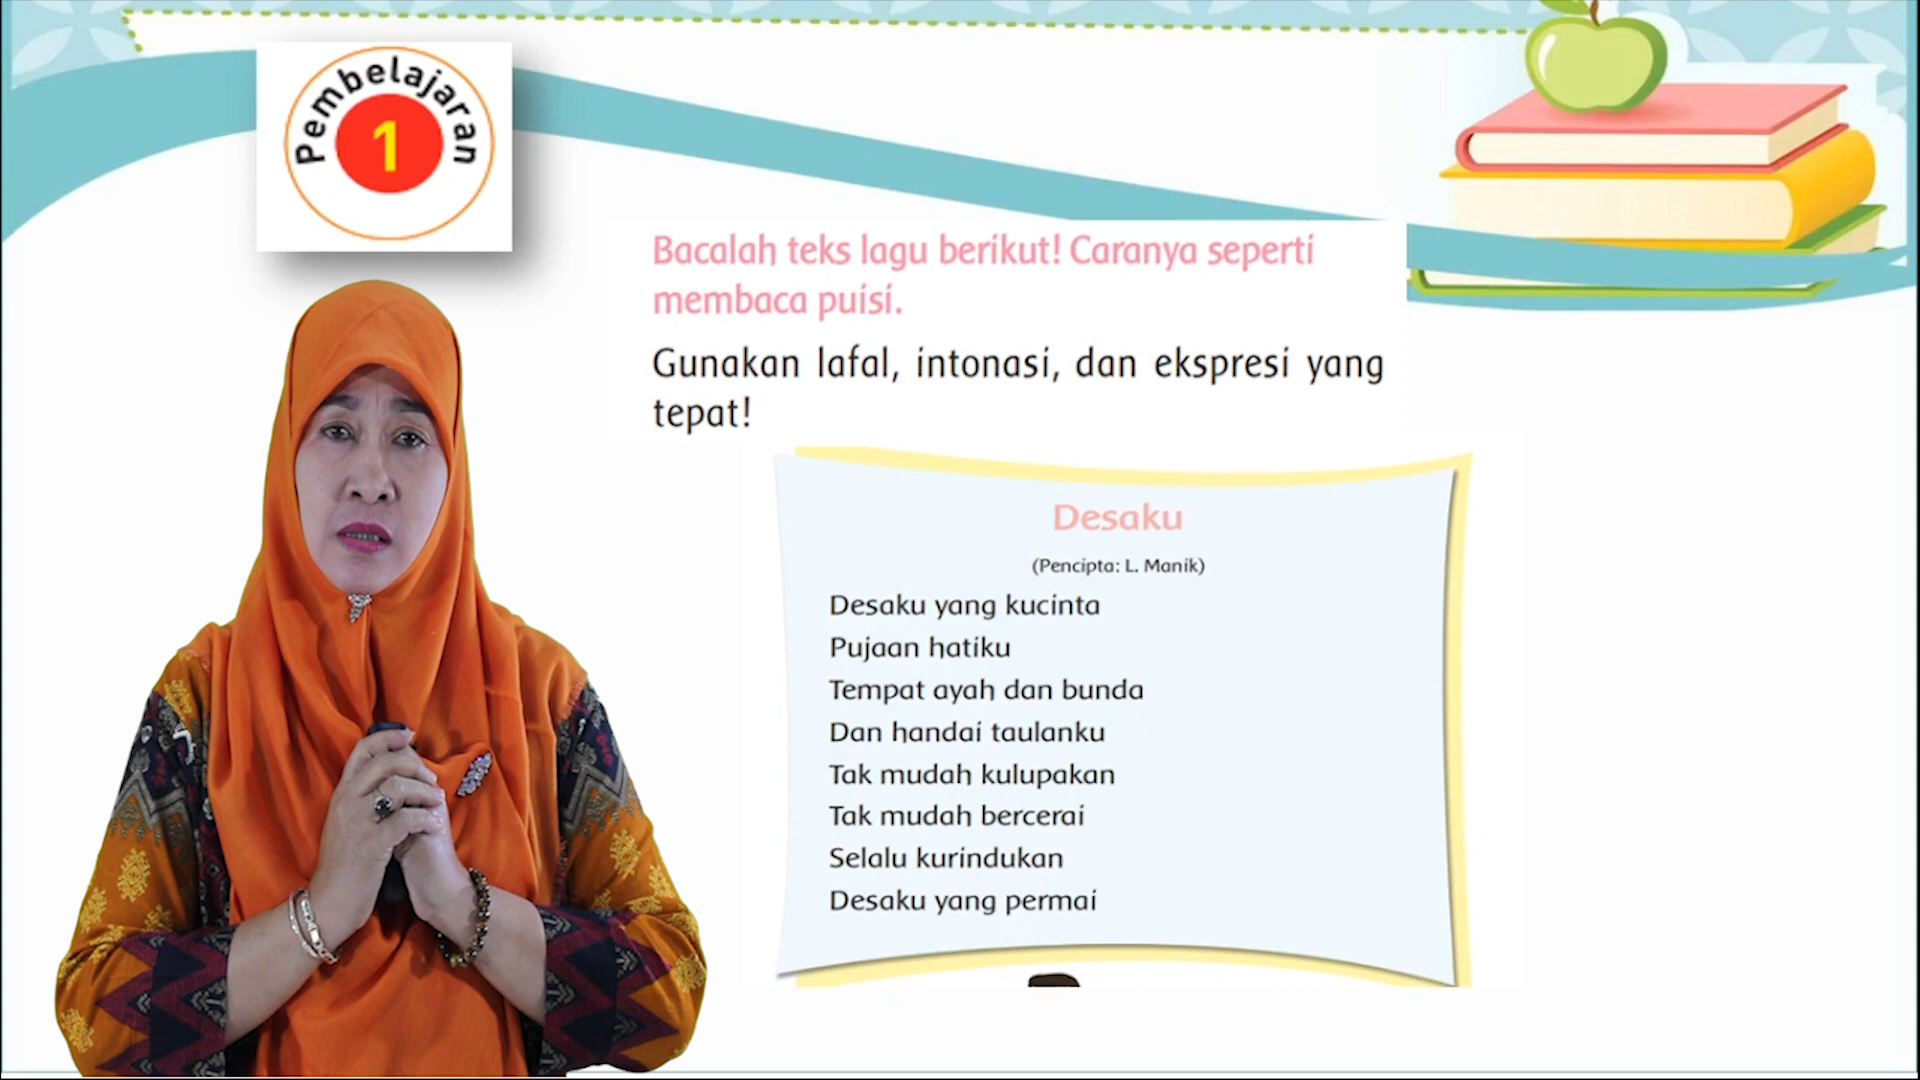 Pembelajaran
1
Bacalah teks lagu berikut! Caranya seperti
membaca puisi.
Gunakan lafal, intonasi, dan ekspresi yang
tepat!
Desaku
(Pencipta: L. Manik)
Desaku yang kucinta
Pujaan hatiku
Tempat ayah dan bunda
Dan handai taulanku
Tak mudah kulupakan
Tak mudah bercerai
Selalu kurindukan
Desaku yang permai